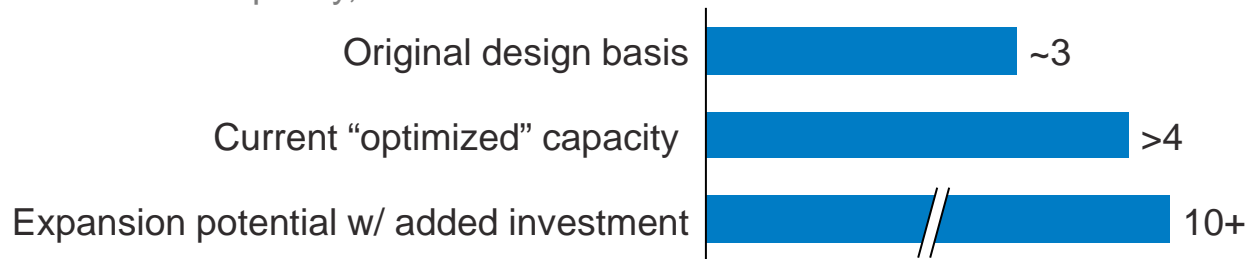 Original design basis ~3
Current “optimized” capacity >4
Expansion potential w/ added investment 10+